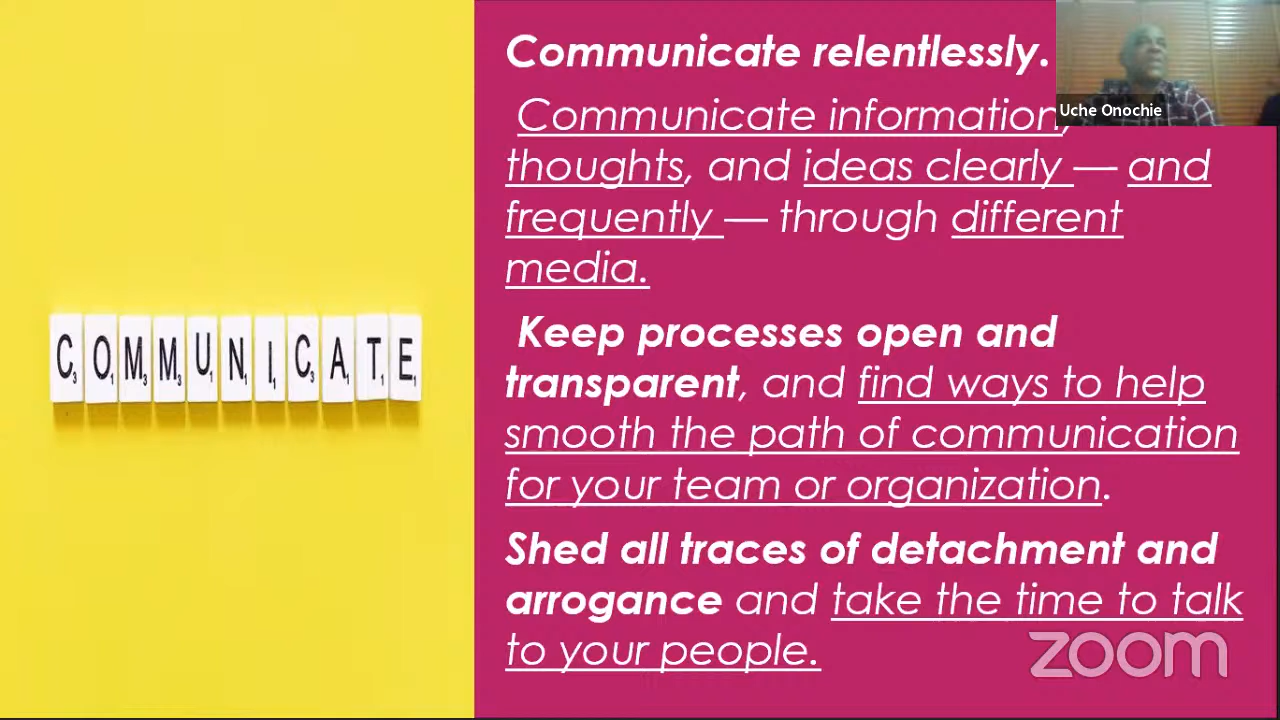 Communicate relentlessly.
Uche Onochie
Communicate information,
thoughts, and ideas clearly — and
frequently — through different
media.
COMMUNICATE
Keep processes open and
transparent, and find ways to help
smooth the path of communication
for your team or organization.
Shed all traces of detachment and
arrogance and take the time to talk
to your people.
zoom